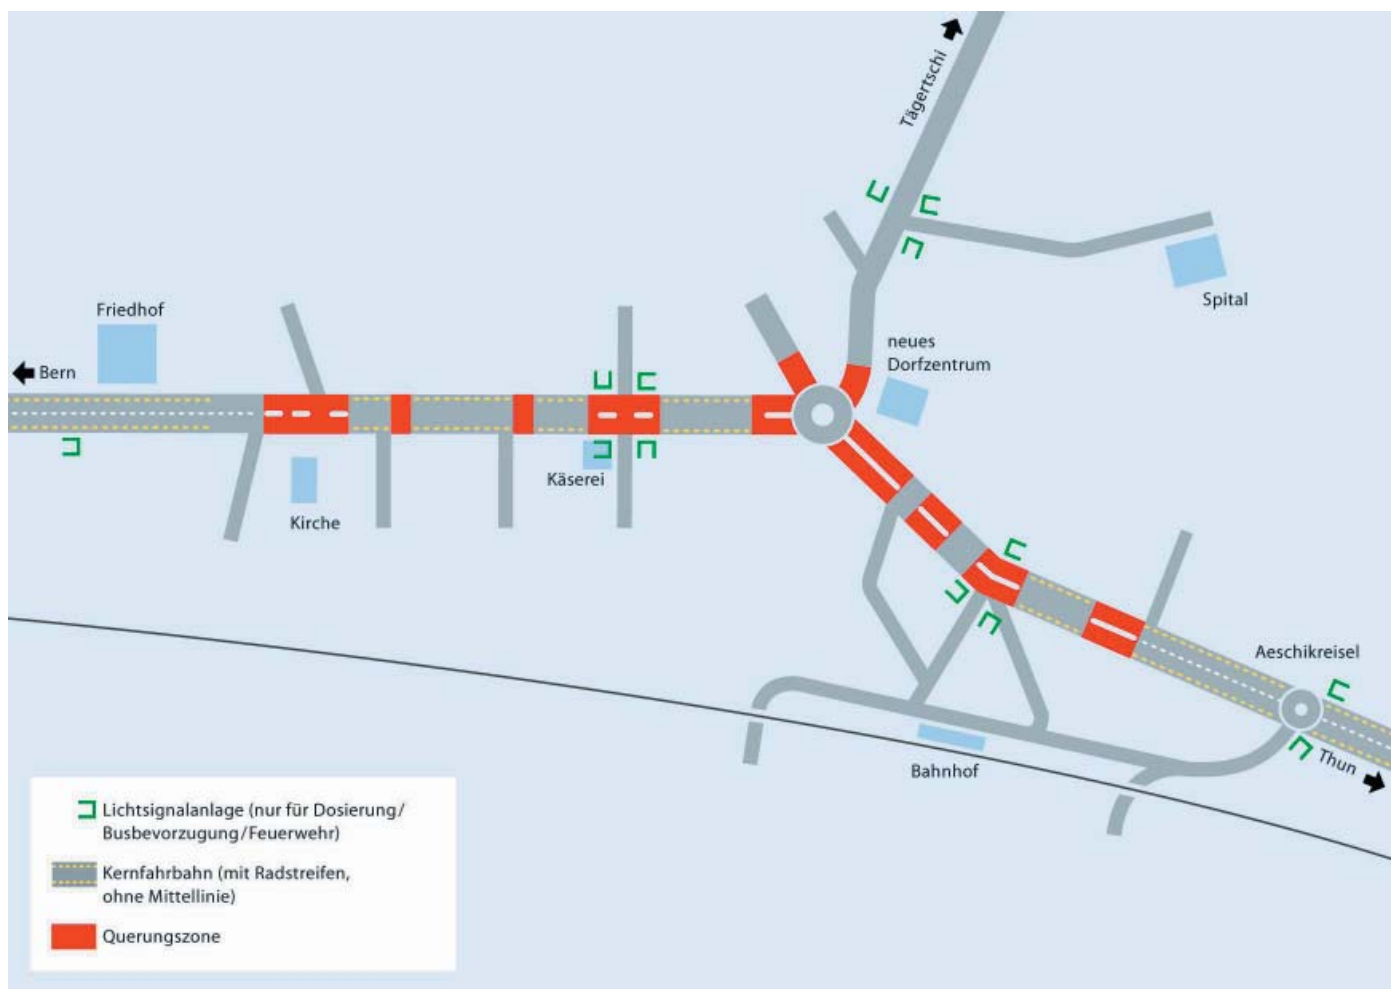 Tägertschi
Spital
Friedhof
neues
Dorfzentrum
Bern
Käserei
Kirche
Aeschikreisel
Thun
Bahnhof
Lichtsignalanlage (nur für Dosierung/
Busbevorzugung/Feuerwehr)
Kernfahrbahn (mit Radstreifen,
ohne Mittellinie)
Querungszone